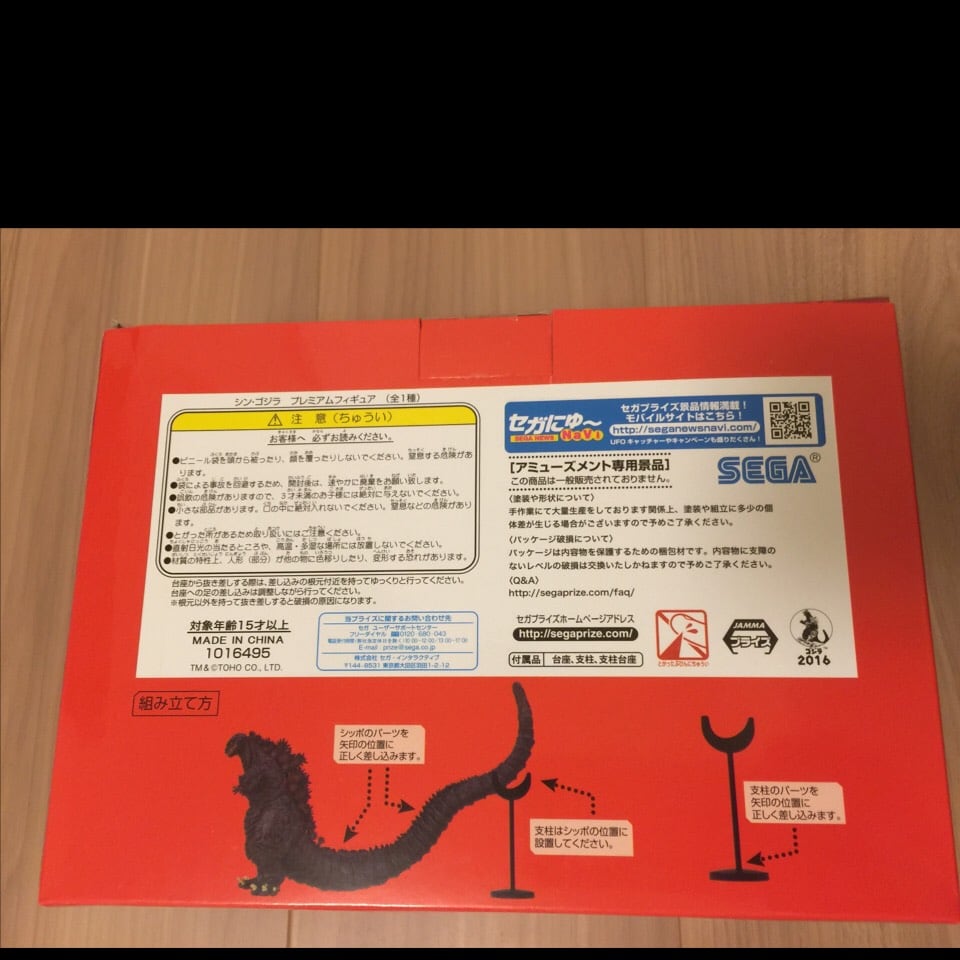 シン・ゴジラ プレミアムフィギュア (全1種)
注 意 (ちゅうい)
お客様へ 必ずお読みください。
●ビニール袋を頭から被ったり、顔を覆ったりしないでください。窒息する危険があります。
●袋による事故を回避するため、開封後は、速やかに廃棄をお願い致します。
●誤飲の危険がありますので、3才未満のお子様には絶対に与えないでください。
●小さな部品があります。口の中に絶対入れないでください。窒息などの危険があります。
●とがった所があるため取り扱いにはご注意ください。
●直射日光の当たるところや、高温・多湿な場所には放置しないでください。
●材質の特性上、人形(部分)が他の物に色移りしたり、変形する恐れがあります。
台座から抜き差しする際は、差し込みの根元付近を持ってゆっくりと行ってください。
台座への足の差し込みは調整しながら行てください。
※根元以外を持って抜き差しすると破損の原因になります。
対象年齢15才以上
MADE IN CHINA
1016495
TM & © TOHO CO., LTD.
当プライズに関するお問い合わせ先
セガ ユーザーサポートセンター
フリーダイヤル 0120-680-043
E-mail : prize@sega.co.jp
株式会社 セガ・インタラクティブ
〒144-8531 東京都大田区羽田1-2-12
セガにゅ〜
SEGA NEWS NaVi
セガプライズ景品情報満載!
モバイルサイトはこちら!
http://seganewsnavi.com/
UFOキャッチャーやキャンペーンも盛りだくさん!
[アミューズメント専用景品]
この商品は一般販売されておりません。
SEGA®
〈塗装や形状について〉
手作業にて大量生産をしております関係上、塗装や組立に多少の個
体差が生じる場合がございますので予めご了承ください。
〈パッケージ破損について〉
パッケージは内容物を保護するための梱包材です。内容物に支障の
ないレベルの破損は交換いたしかねますので予めご了承ください。
〈Q&A〉
http://segaprize.com/faq/
セガプライズホームページアドレス
http://segaprize.com/
付属品 台座、支柱、支柱台座
とがったぶひんにちゅうい
JAMMA
プライズ
ゴジラ
2016
組み立て方
シッポのパーツを
矢印の位置に
正しく差し込みます。
支柱はシッポの位置に
設置してください。
支柱のパーツを
矢印の位置に
正しく差し込みます。